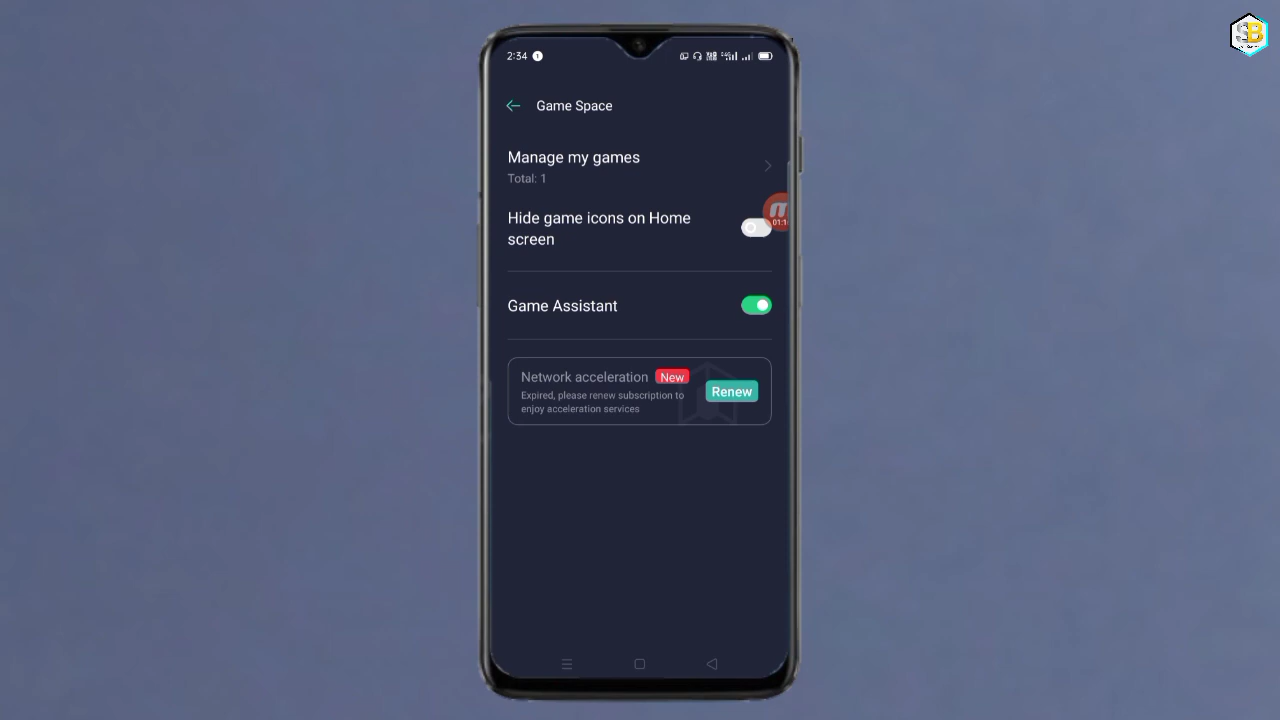 SB
2:34
Game Space
Manage my games
Total: 1
Hide game icons on Home
screen
Game Assistant
Network acceleration New
Expired, please renew subscription to
enjoy acceleration services
Renew